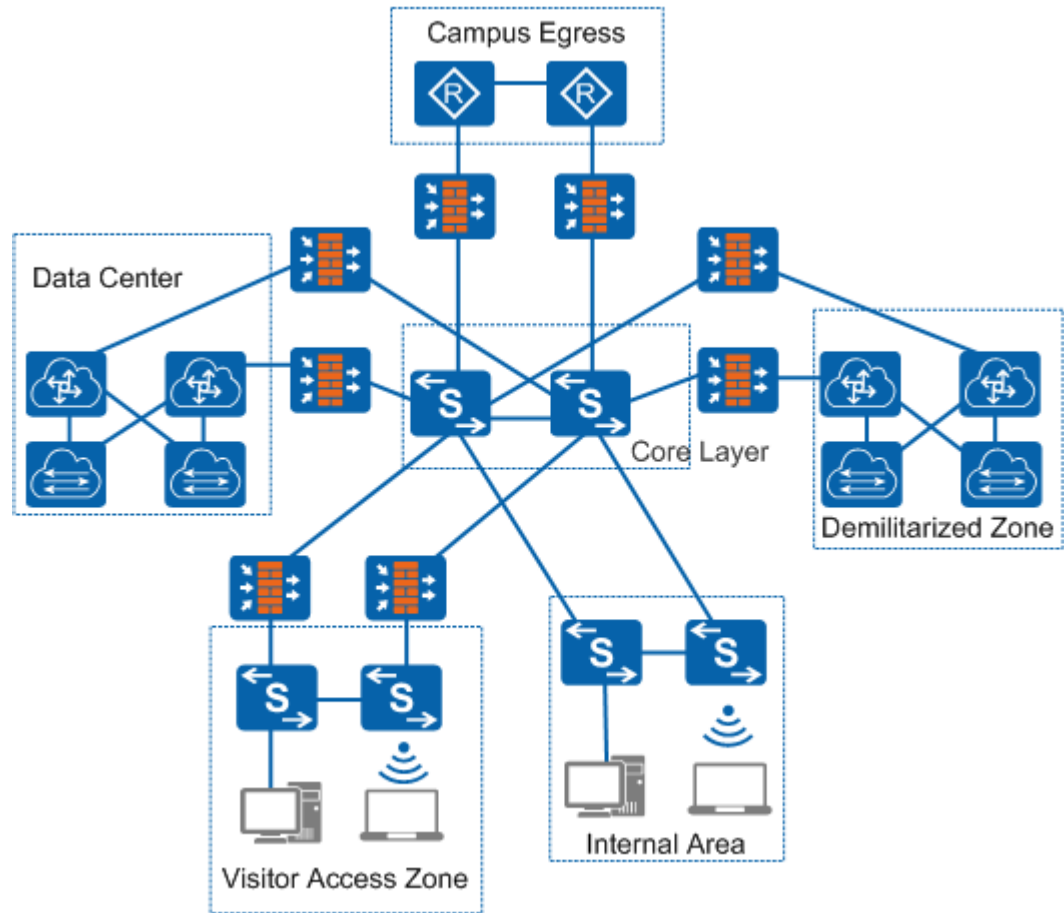 Campus Egress
R
R
Data Center
S
S
Core Layer
Demilitarized Zone
S
S
S
S
Internal Area
Visitor Access Zone